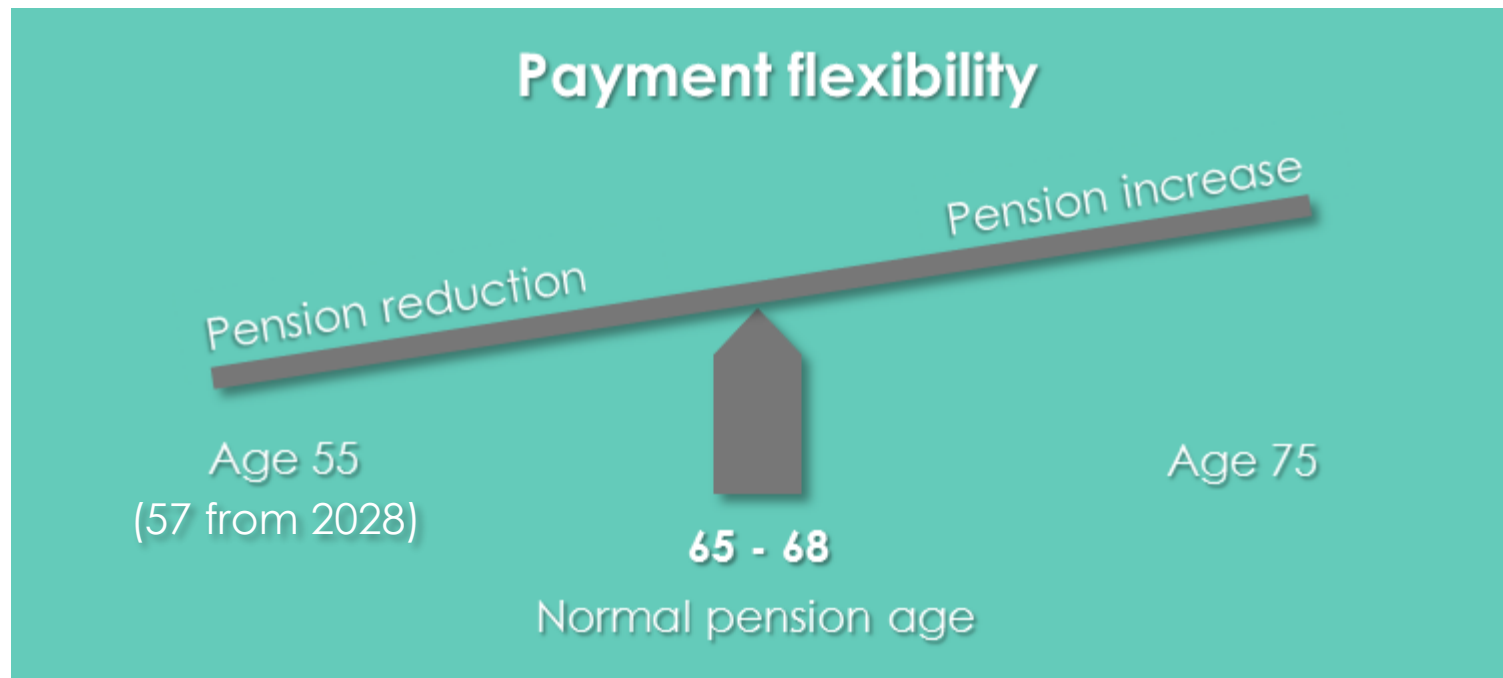 Payment flexibility
Pension increase
Pension reduction
Age 55
(57 from 2028)
Age 75
65 - 68
Normal pension age